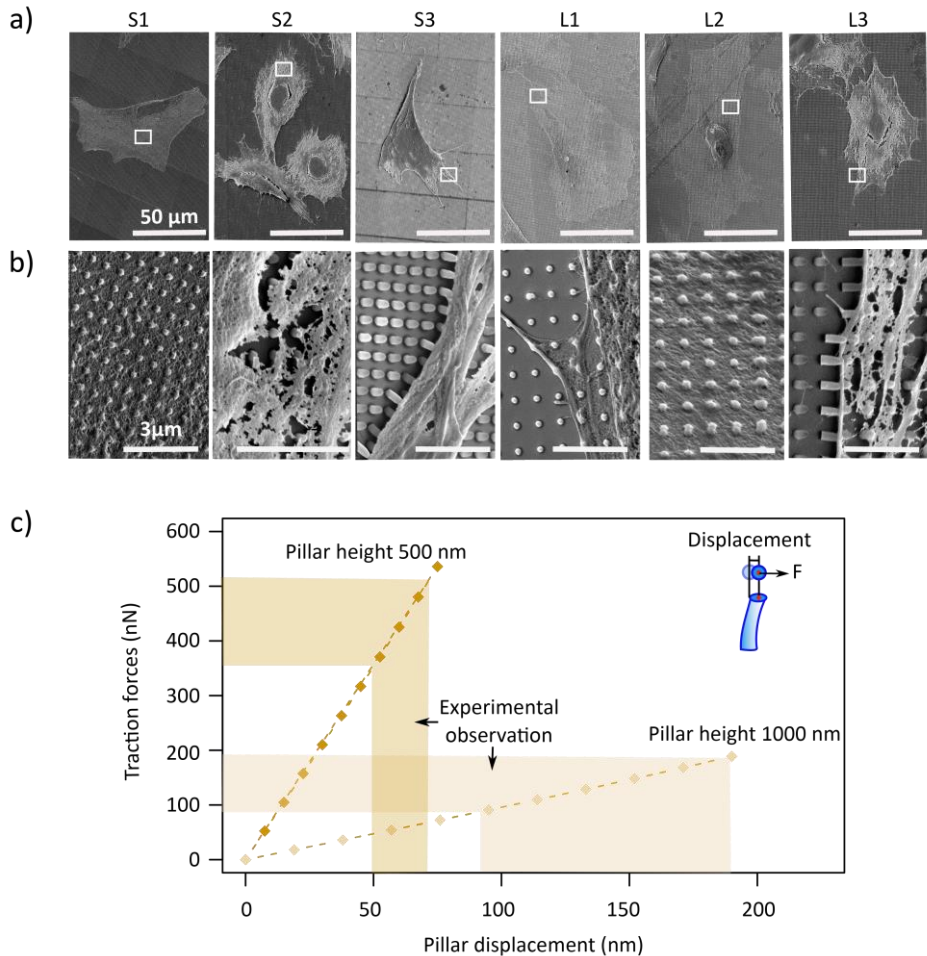 a)
S1 S2 S3 L1 L2 L3
50 µm
b)
3µm
c)
600
500
400
300
200
100
0
Traction forces (nN)
Pillar height 500 nm
Displacement
F
Experimental
observation
Pillar height 1000 nm
0 50 100 150 200
Pillar displacement (nm)